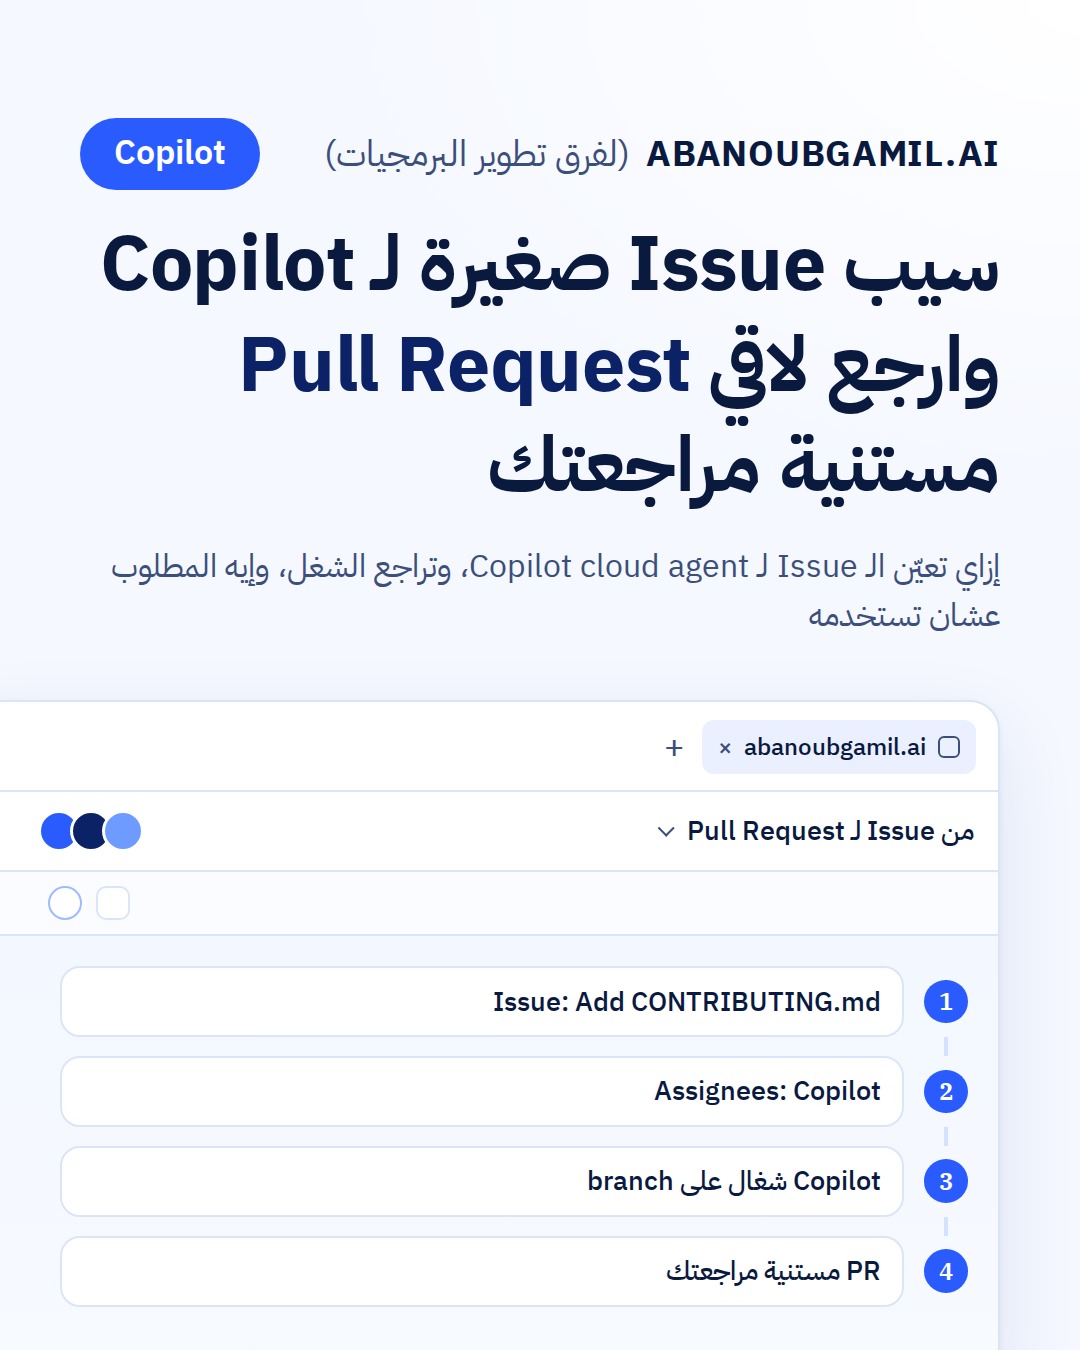 ABANOUBGAMIL.AI (لفرق تطوير البرمجيات)
Copilot
سيب Issue صغيرة لـ Copilot
وارجع لاقي Pull Request
مستنية مراجعتك
إزاي تعيّن الـ Issue لـ Copilot cloud agent، وتراجع الشغل، وإيه المطلوب
عشان تستخدمه
abanoubgamil.ai × +
من Issue لـ Pull Request
1 Issue: Add CONTRIBUTING.md
2 Assignees: Copilot
3 Copilot شغال على branch
4 PR مستنية مراجعتك